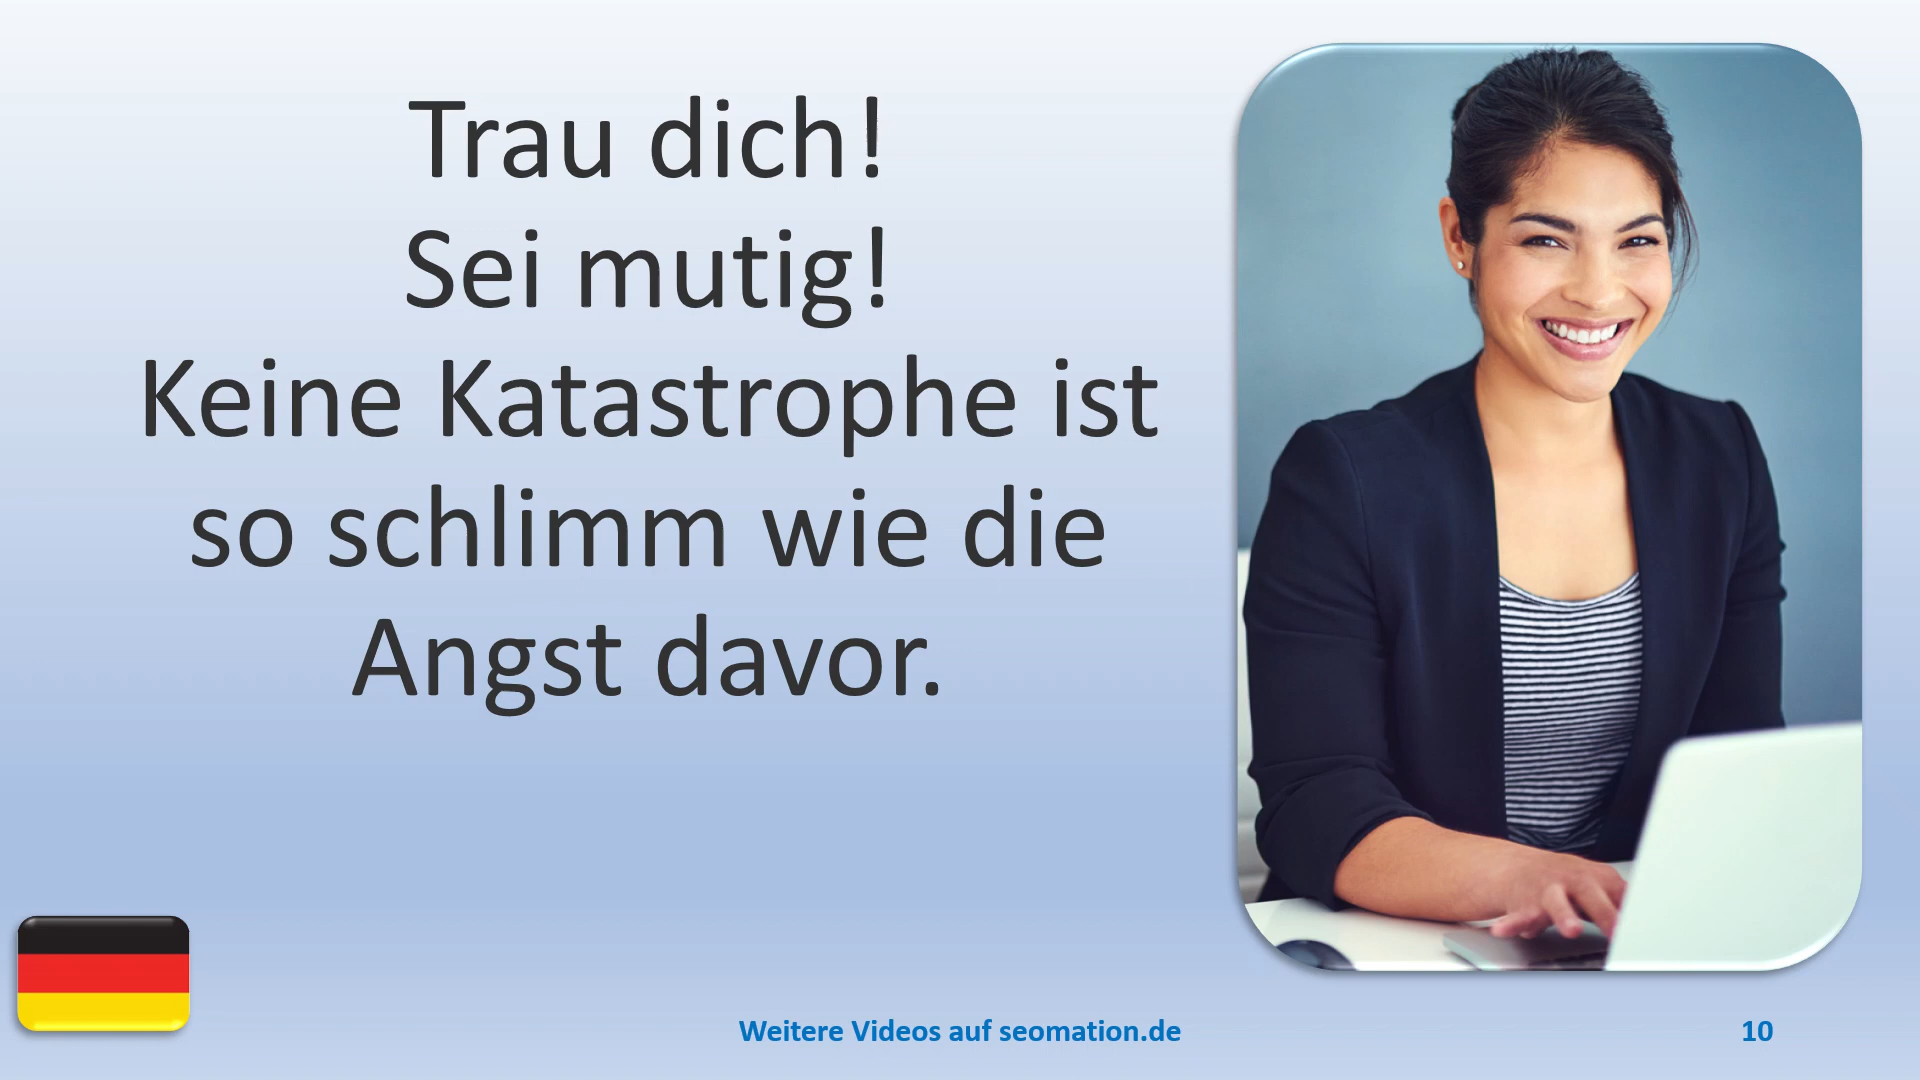 Trau dich!
Sei mutig!
Keine Katastrophe ist
so schlimm wie die
Angst davor.
Weitere Videos auf seomation.de
10